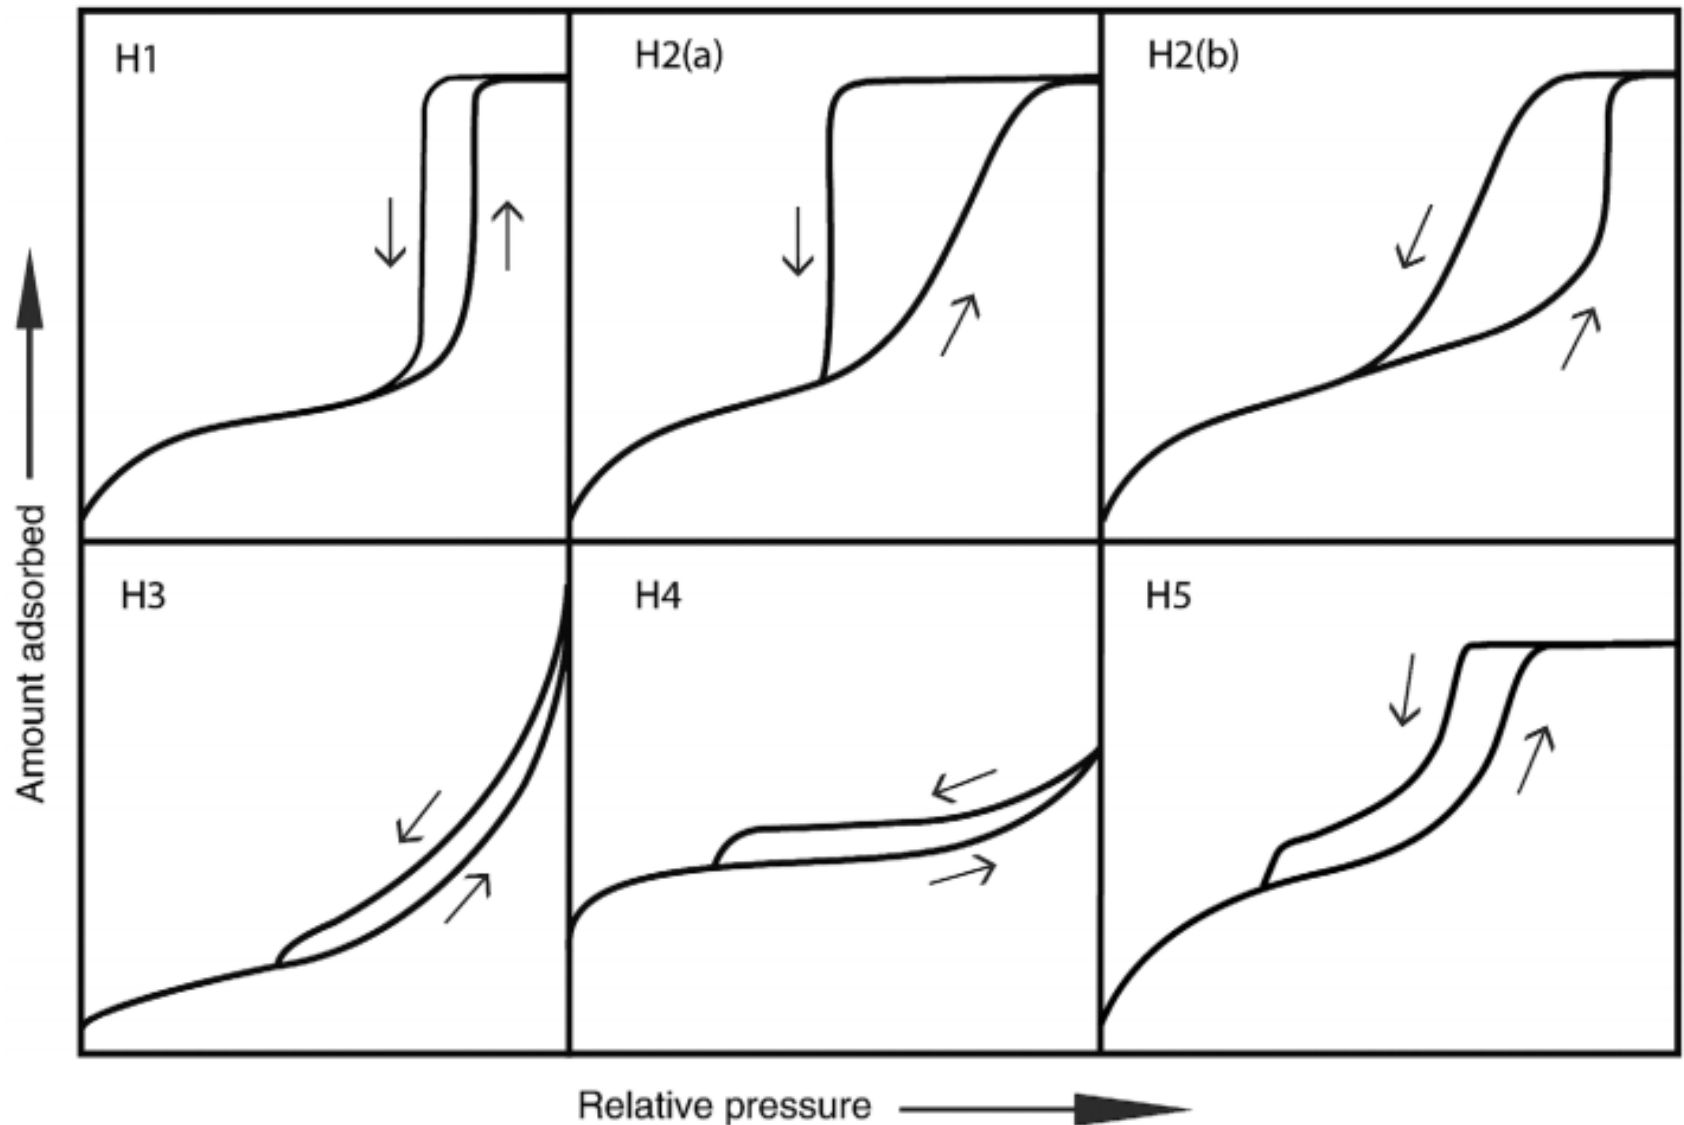 H1
H2(a)
H2(b)
H3
H4
H5
Amount adsorbed
Relative pressure